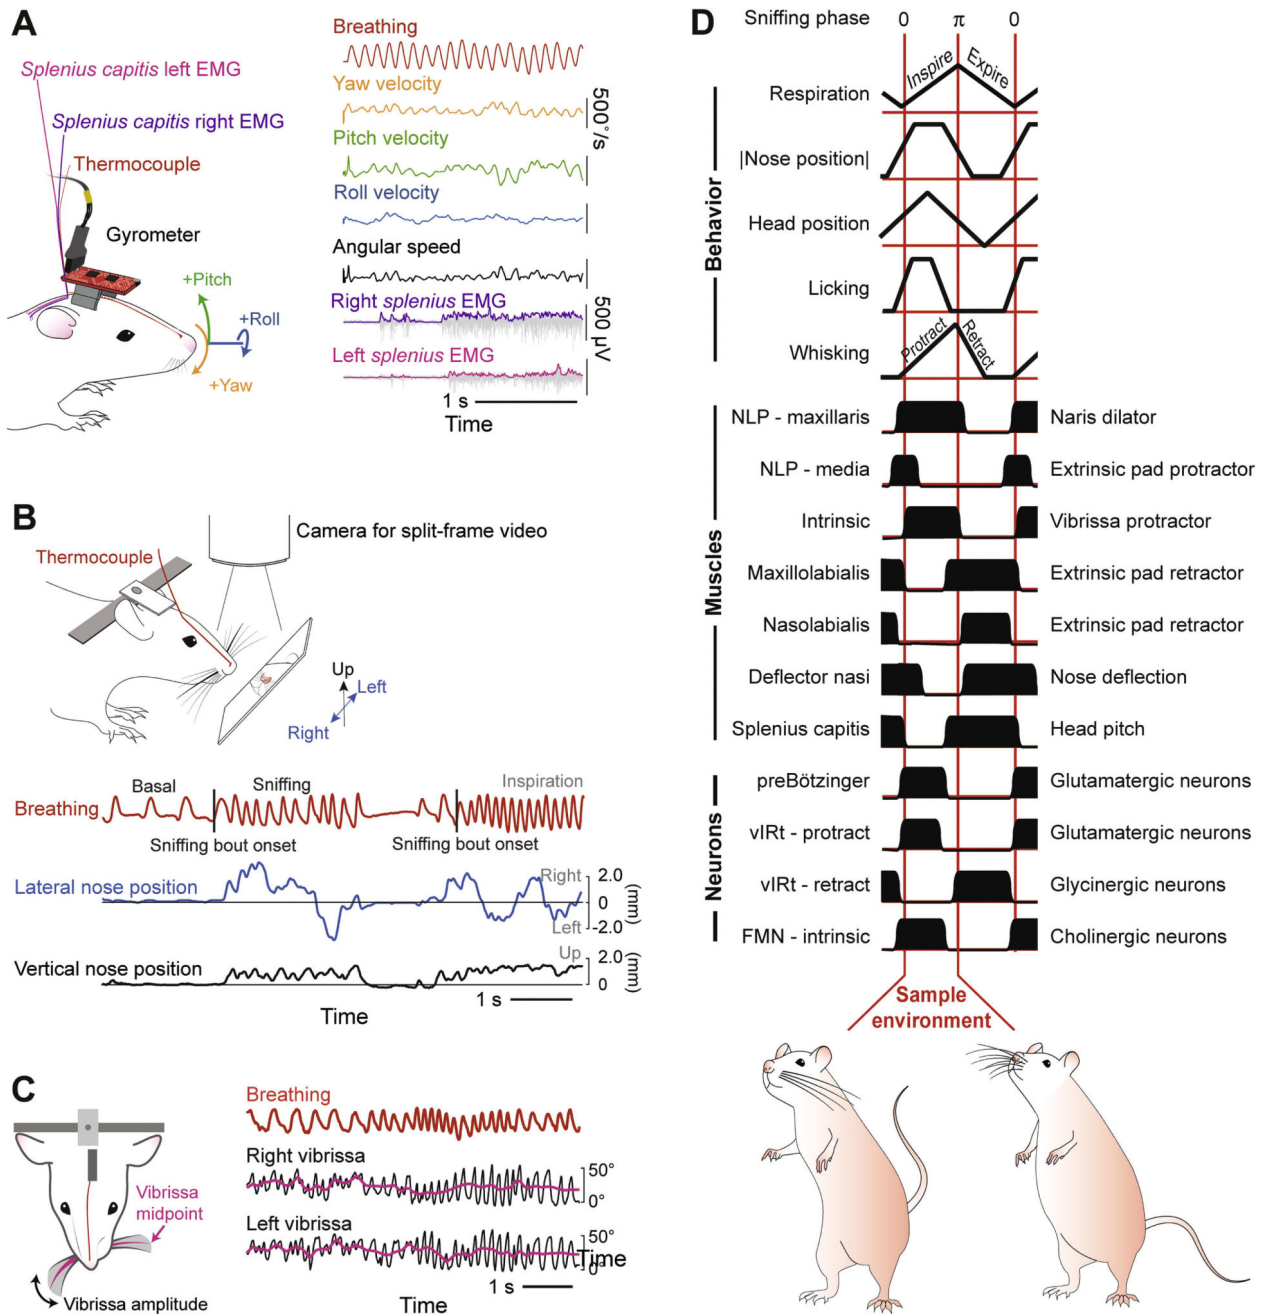 A
Splenius capitis left EMG
Splenius capitis right EMG
Thermocouple
Gyrometer
+Pitch
+Roll
+Yaw
Breathing
Yaw velocity
500°/s
Pitch velocity
Roll velocity
Angular speed
Right splenius EMG
500 µV
Left splenius EMG
1 s
Time
B
Camera for split-frame video
Thermocouple
Up
Left
Right
Basal
Sniffing
Inspiration
Breathing
Sniffing bout onset
Sniffing bout onset
Lateral nose position
Right
2.0
0
-2.0
(mm)
Left
Vertical nose position
Up
2.0
0
(mm)
1 s
Time
C
Vibrissa
midpoint
Vibrissa amplitude
Breathing
Right vibrissa
50°
0°
Left vibrissa
50°
0°
Time
1 s
Time
D
Sniffing phase 0 π 0
Behavior
Respiration
Inspire
Expire
|Nose position|
Head position
Licking
Whisking
Protract
Retract
Muscles
NLP - maxillaris Naris dilator
NLP - media Extrinsic pad protractor
Intrinsic Vibrissa protractor
Maxillolabialis Extrinsic pad retractor
Nasolabialis Extrinsic pad retractor
Deflector nasi Nose deflection
Splenius capitis Head pitch
Neurons
preBötzinger Glutamatergic neurons
vIRt - protract Glutamatergic neurons
vIRt - retract Glycinergic neurons
FMN - intrinsic Cholinergic neurons
Sample
environment